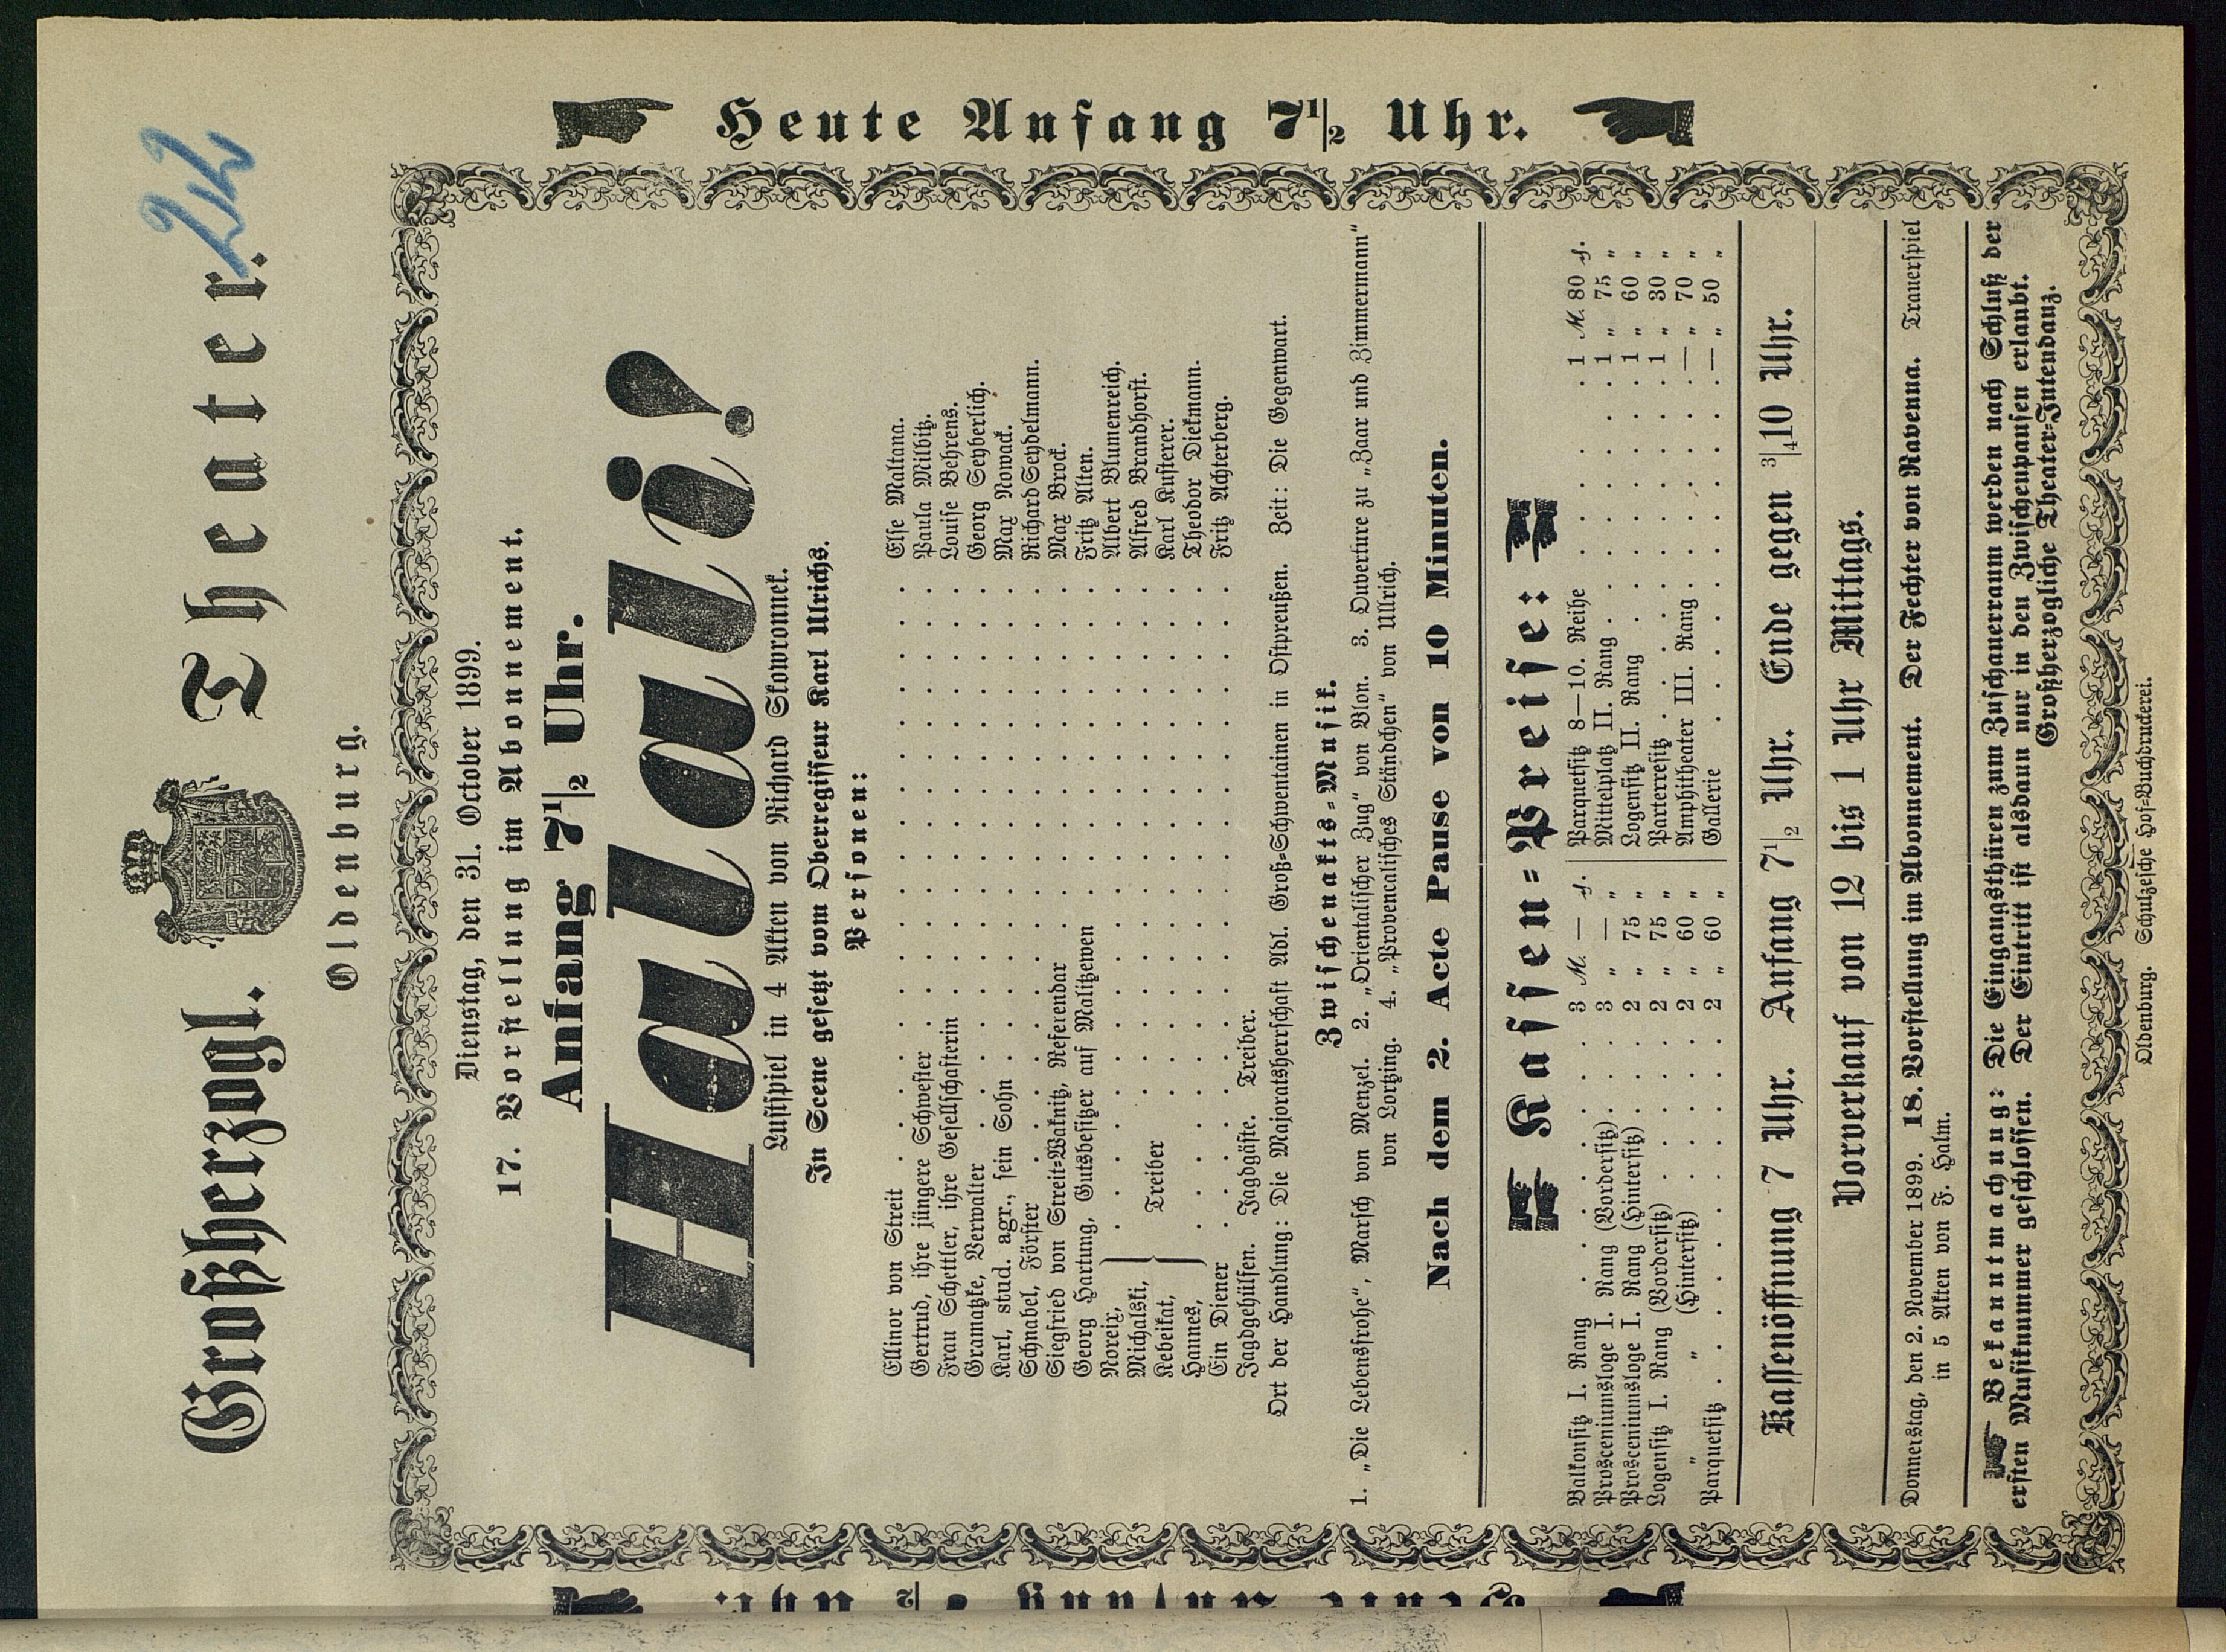 22
Großherzogl. Theater.
Oldenburg.
Dienstag, den 31. October 1899.
17. Vorstellung im Abonnement.
Anfang 7½ Uhr.
Halali!
Lustspiel in 4 Akten von Richard Skowronnek.
In Scene gesetzt vom Oberregisseur Karl Ulrichs.
Personen:
Ellinor von Streit . . . Else Maltana.
Gertrud, ihre jüngere Schwester . . . Paula Milbitz.
Frau Schettler, ihre Gesellschafterin . . . Louise Behrens.
Gramatzke, Verwalter . . . Georg Seyberlich.
Karl, stud. agr., sein Sohn . . . Max Nowack.
Schnabel, Förster . . . Richard Seydelmann.
Siegfried von Streit-Waknitz, Referendar . . . Max Brock.
Georg Hartung, Gutsbesitzer auf Malitzewen . . . Fritz Alten.
Noreix, . . . Albert Blumenreich.
Michalski, . . . Alfred Brandhorst.
Treiber
Kebeikat, . . . Karl Kusterer.
Hannes, . . . Theodor Diekmann.
Ein Diener . . . Fritz Achterberg.
Jagdgehülfen. Jagdgäste. Treiber.
Ort der Handlung: Die Majoratsherrschaft Adl. Groß-Schwentainen in Ostpreußen. Zeit: Die Gegenwart.
Zwischenakts-Musik.
1. „Die Lebensfrohe“, Marsch von Menzel. 2. „Orientalischer Zug“ von Blon. 3. Ouverture zu „Zaar und Zimmermann“
von Lortzing. 4. „Provencalisches Ständchen“ von Ullrich.
Nach dem 2. Acte Pause von 10 Minuten.
Kassen-Preise:
Balkonsitz I. Rang . . . 3 M. — ₰.
Prosceniumsloge I. Rang (Vordersitz) . . . 3 „ — „
Prosceniumsloge I. Rang (Hintersitz) . . . 2 „ 75 „
Logensitz I. Rang (Vordersitz) . . . 2 „ 75 „
„ „ (Hintersitz) . . . 2 „ 60 „
Parquetsitz . . . 2 „ 60 „
Parquetsitz 8—10. Reihe . . . 1 M. 80 ₰.
Mittelplatz II. Rang . . . 1 „ 75 „
Logensitz II. Rang . . . 1 „ 60 „
Parterresitz . . . 1 „ 30 „
Amphitheater III. Rang . . . — „ 70 „
Gallerie . . . — „ 50 „
Kassenöffnung 7 Uhr. Anfang 7½ Uhr. Ende gegen ¾10 Uhr.
Vorverkauf von 12 bis 1 Uhr Mittags.
Donnerstag, den 2. November 1899. 18. Vorstellung im Abonnement. Der Fechter von Ravenna. Trauerspiel
in 5 Akten von F. Halm.
Bekanntmachung: Die Eingangsthüren zum Zuschauerraum werden nach Schluß der
ersten Musiknummer geschlossen. Der Eintritt ist alsdann nur in den Zwischenpausen erlaubt.
Großherzogliche Theater-Intendanz.
Oldenburg. Schulzesche Hof-Buchdruckerei.
Heute Anfang 7½ Uhr.